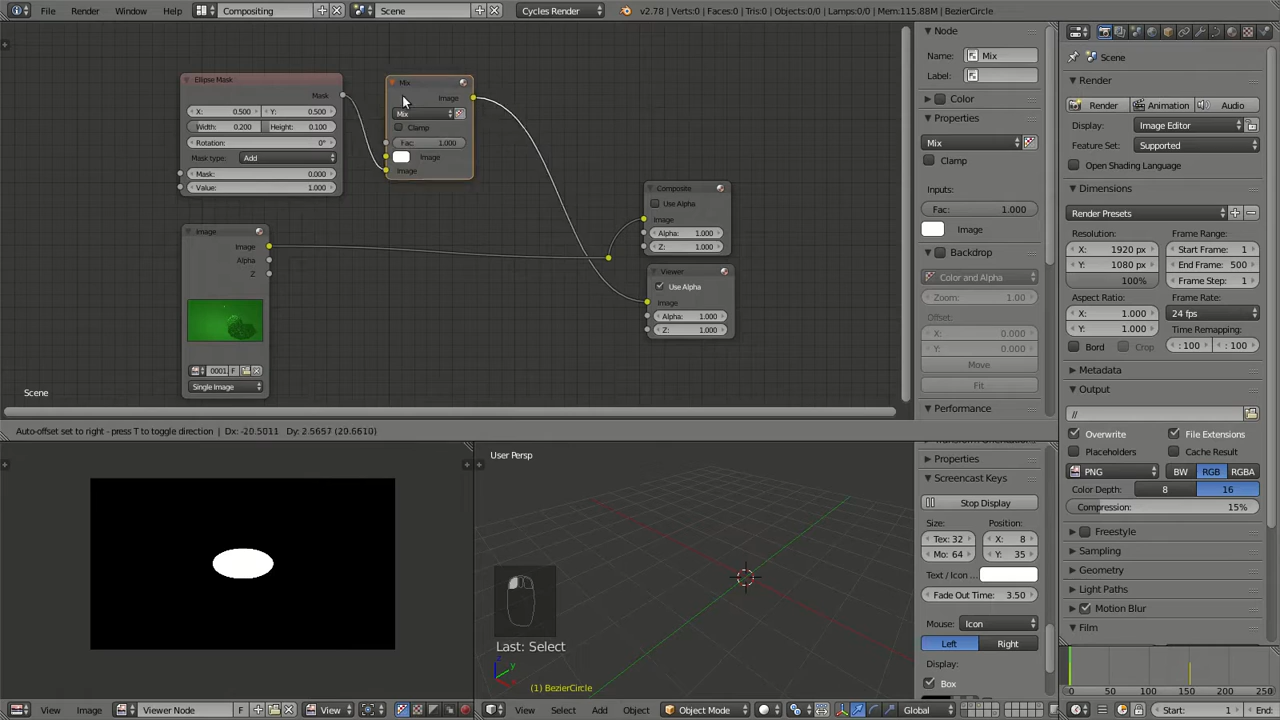 File Render Window Help Compositing Scene Cycles Render v2.78 | Verts:0 | Faces:0 | Tris:0 | Objects:0/0 | Lamps:0/0 | Mem:115.88M | BezierCircle
Ellipse Mask
Mask
X: 0.500 Y: 0.500
Width: 0.200 Height: 0.100
Rotation: 0°
Mask type: Add
Mask: 0.000
Value: 1.000
Mix
Image
Mix
Clamp
Fac: 1.000
Image
Image
Image
Image
Alpha
Z
0001 F
Single Image
Composite
Use Alpha
Image
Alpha: 1.000
Z: 1.000
Viewer
Use Alpha
Image
Alpha: 1.000
Z: 1.000
Scene
Node
Name: Mix
Label:
Color
Properties
Mix
Clamp
Inputs:
Fac: 1.000
Image
Backdrop
Color and Alpha
Zoom: 1.00
Offset:
X: 0.000
Y: 0.000
Move
Fit
Performance
Scene
Render
Render Animation Audio
Display: Image Editor
Feature Set: Supported
Open Shading Language
Dimensions
Render Presets
Resolution: Frame Range:
X: 1920 px Start Frame: 1
Y: 1080 px End Frame: 500
100% Frame Step: 1
Aspect Ratio: Frame Rate:
X: 1.000 24 fps
Y: 1.000 Time Remapping:
Bord Crop : 100 : 100
Metadata
Output
//
Overwrite File Extensions
Placeholders Cache Result
PNG BW RGB RGBA
Color Depth: 8 16
Compression: 15%
Freestyle
Sampling
Geometry
Light Paths
Motion Blur
Film
Auto-offset set to right - press T to toggle direction | Dx: -20.5011 Dy: 2.5657 (20.6610)
User Persp
Last: Select
(1) BezierCircle
Properties
Screencast Keys
Stop Display
Size: Position:
Tex: 32 X: 8
Mo: 64 Y: 35
Text / Icon ...
Fade Out Time: 3.50
Mouse: Icon
Left Right
Display:
Box
0 50 100 150 200 250
View Image Viewer Node F View
View Select Add Object Object Mode Global
Start: 1 End: